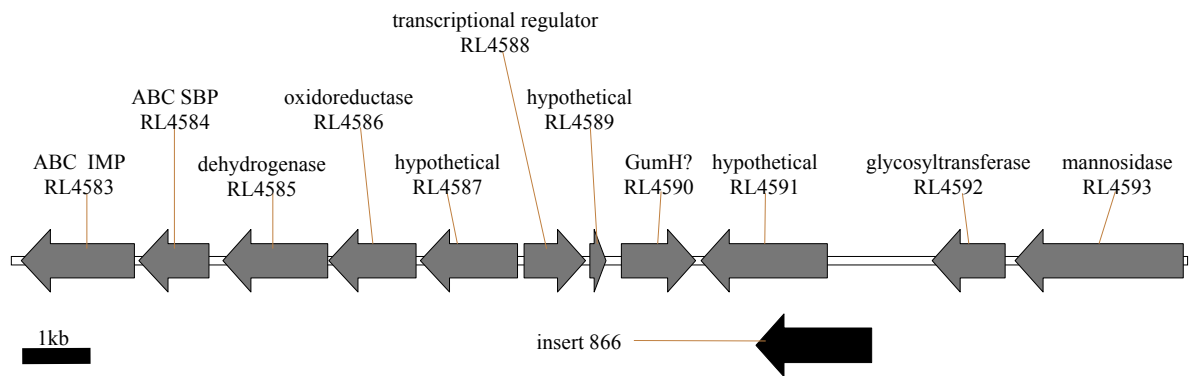 transcriptional regulator
RL4588
ABC SBP
RL4584
oxidoreductase
RL4586
hypothetical
RL4589
ABC  IMP
RL4583
dehydrogenase
RL4585
hypothetical
RL4587
GumH?
RL4590
hypothetical
RL4591
glycosyltransferase
RL4592
mannosidase
RL4593
1kb
insert 866